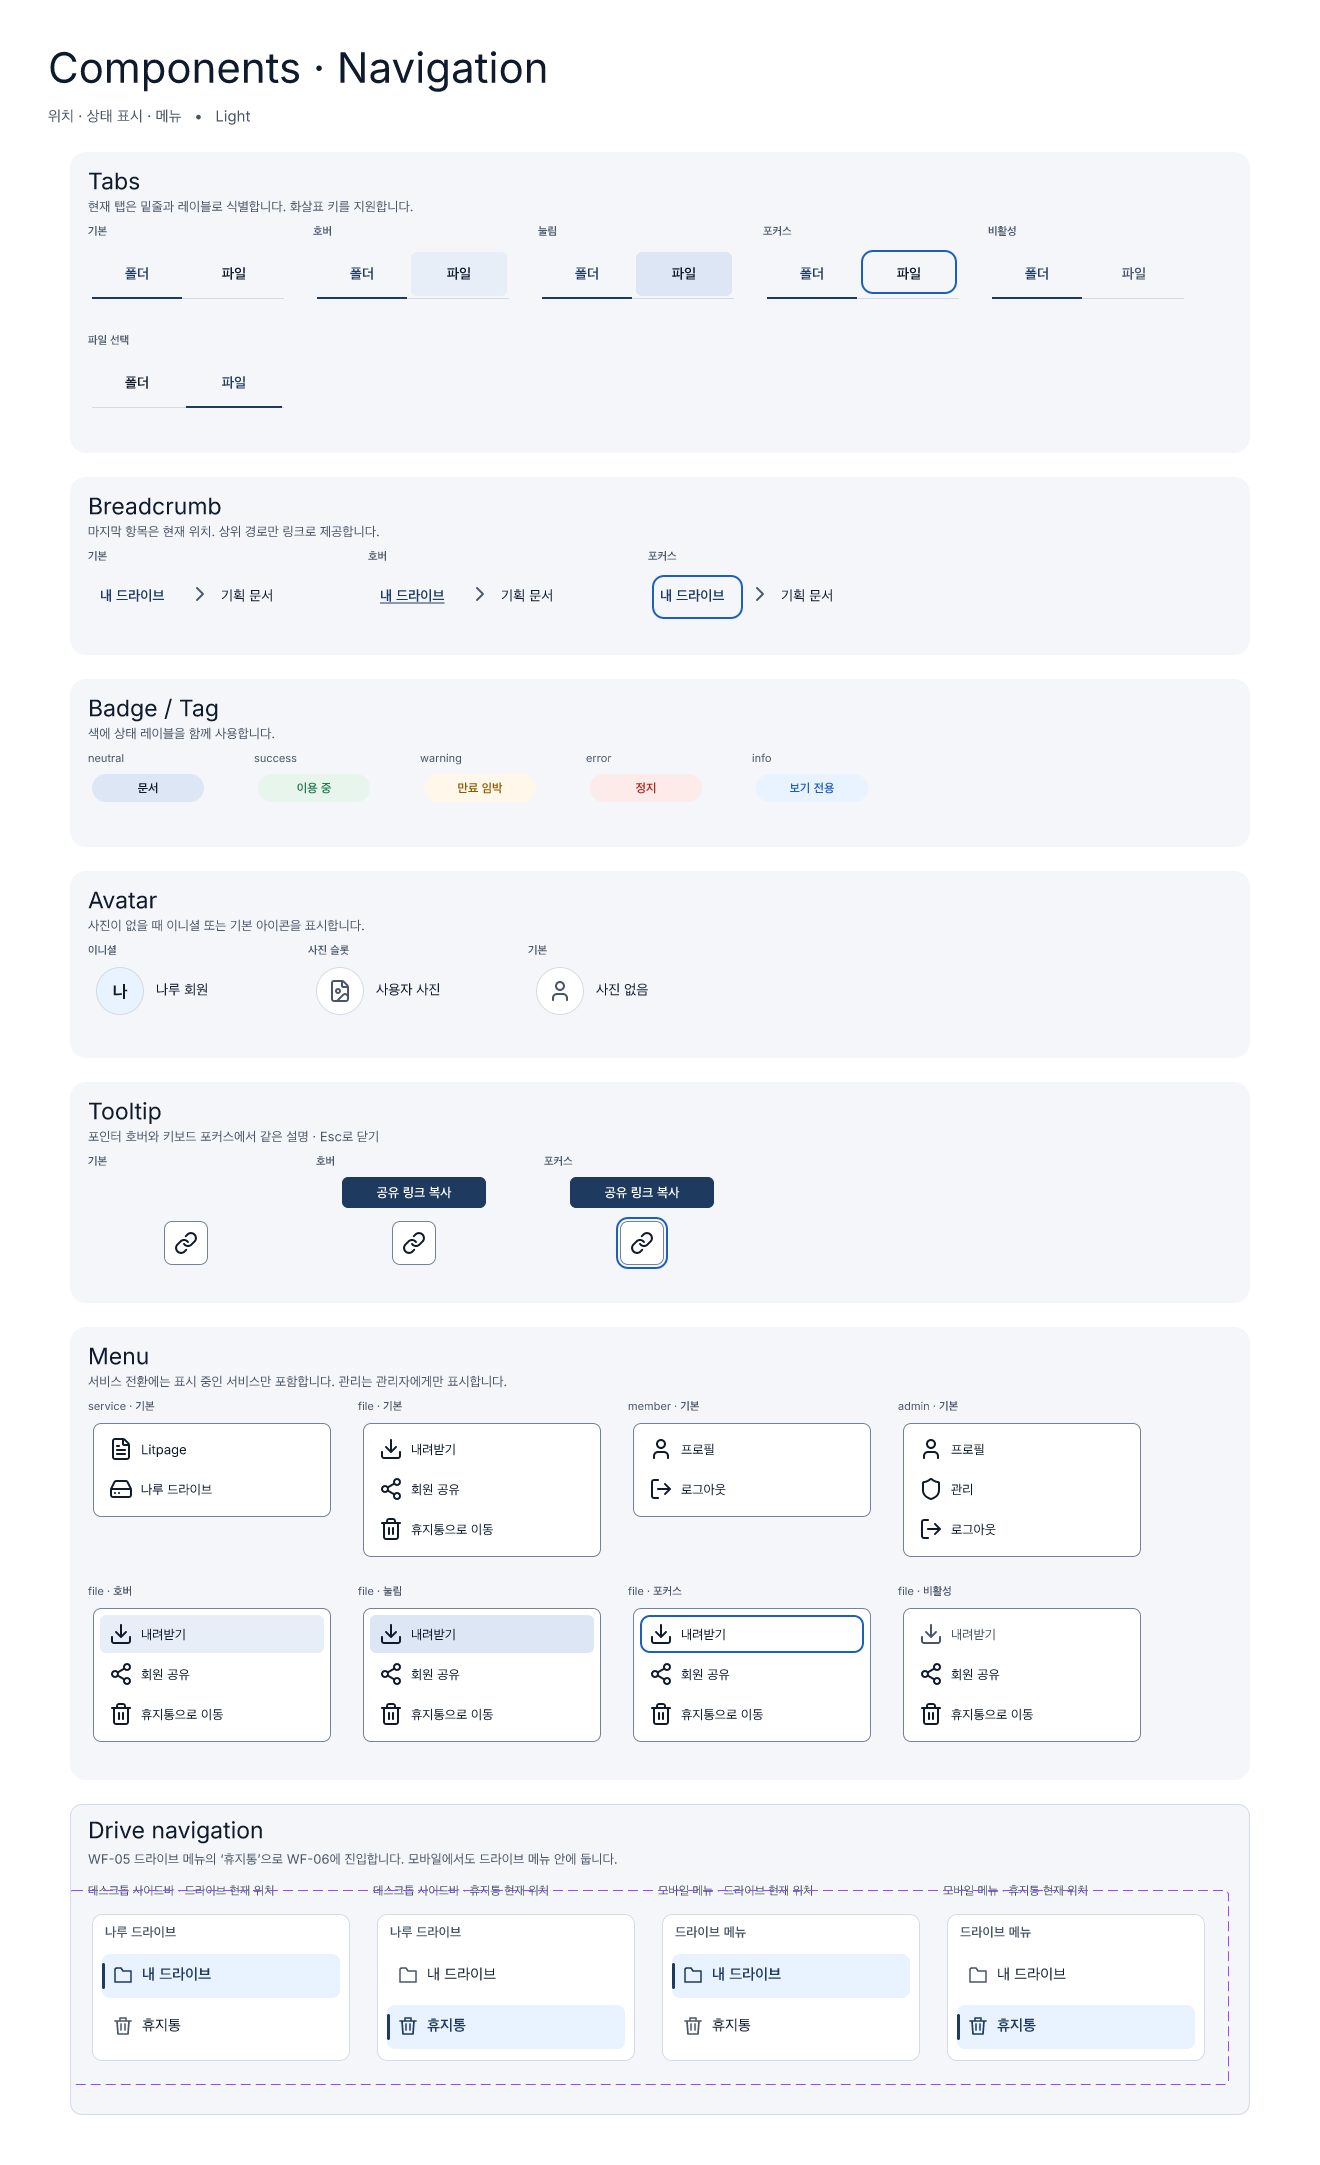 Components · Navigation
위치 · 상태 표시 · 메뉴 • Light
Tabs
현재 탭은 밑줄과 레이블로 식별합니다. 화살표 키를 지원합니다.
기본 호버 눌림 포커스 비활성
폴더 파일 폴더 파일 폴더 파일 폴더 파일 폴더 파일
파일 선택
폴더 파일
Breadcrumb
마지막 항목은 현재 위치. 상위 경로만 링크로 제공합니다.
기본 호버 포커스
내 드라이브 기획 문서 내 드라이브 기획 문서 내 드라이브 기획 문서
Badge / Tag
색에 상태 레이블을 함께 사용합니다.
neutral success warning error info
문서 이용 중 만료 임박 정지 보기 전용
Avatar
사진이 없을 때 이니셜 또는 기본 아이콘을 표시합니다.
이니셜 사진 슬롯 기본
나 나루 회원 사용자 사진 사진 없음
Tooltip
포인터 호버와 키보드 포커스에서 같은 설명 · Esc로 닫기
기본 호버 포커스
공유 링크 복사 공유 링크 복사
Menu
서비스 전환에는 표시 중인 서비스만 포함합니다. 관리는 관리자에게만 표시합니다.
service · 기본 file · 기본 member · 기본 admin · 기본
Litpage 내려받기 프로필 프로필
나루 드라이브 회원 공유 로그아웃 관리
휴지통으로 이동 로그아웃
file · 호버 file · 눌림 file · 포커스 file · 비활성
내려받기 내려받기 내려받기 내려받기
회원 공유 회원 공유 회원 공유 회원 공유
휴지통으로 이동 휴지통으로 이동 휴지통으로 이동 휴지통으로 이동
Drive navigation
WF-05 드라이브 메뉴의 ‘휴지통’으로 WF-06에 진입합니다. 모바일에서도 드라이브 메뉴 안에 둡니다.
데스크톱 사이드바 · 드라이브 현재 위치 데스크톱 사이드바 · 휴지통 현재 위치 모바일 메뉴 · 드라이브 현재 위치 모바일 메뉴 · 휴지통 현재 위치
나루 드라이브 나루 드라이브 드라이브 메뉴 드라이브 메뉴
내 드라이브 내 드라이브 내 드라이브 내 드라이브
휴지통 휴지통 휴지통 휴지통